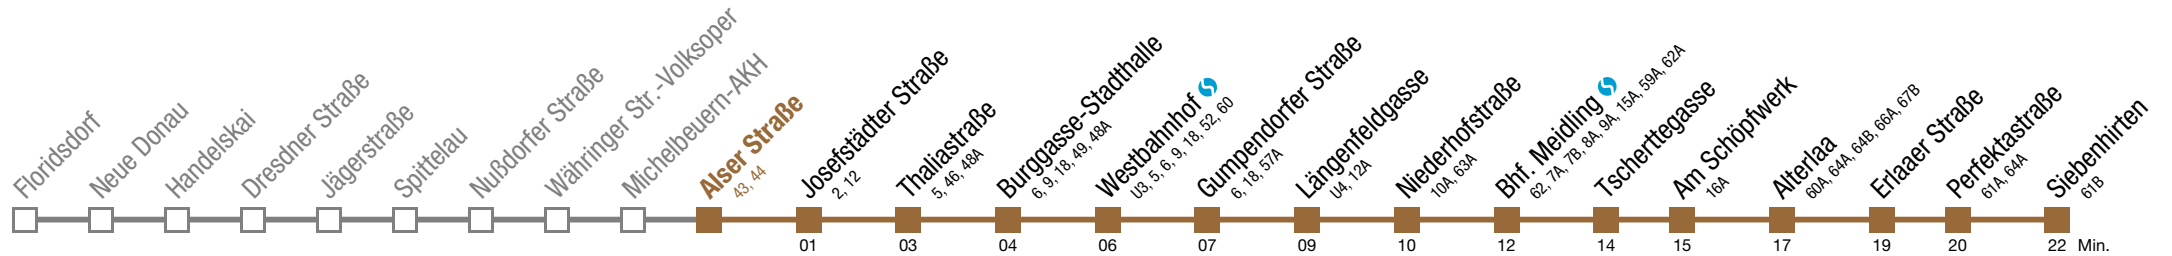 Floridsdorf
Neue Donau
Handelskai
Dresdner Straße
Jägerstraße
Spittelau
Nußdorfer Straße
Währinger Str.-Volksoper
Michelbeuern-AKH
Alser Straße
43, 44
Josefstädter Straße
2, 12
Thaliastraße
5, 46, 48A
Burggasse-Stadthalle
6, 9, 18, 49, 48A
Westbahnhof
U3, 5, 6, 9, 18, 52, 60
Gumpendorfer Straße
6, 18, 57A
Längenfeldgasse
U4, 12A
Niederhofstraße
10A, 63A
Bhf. Meidling
62, 7A, 7B, 8A, 9A, 15A, 59A, 62A
Tscherttegasse
Am Schöpfwerk
16A
Alterlaa
60A, 64A, 64B, 66A, 67B
Erlaaer Straße
Perfektastraße
61A, 64A
Siebenhirten
61B
01 03 04 06 07 09 10 12 14 15 17 19 20 22 Min.